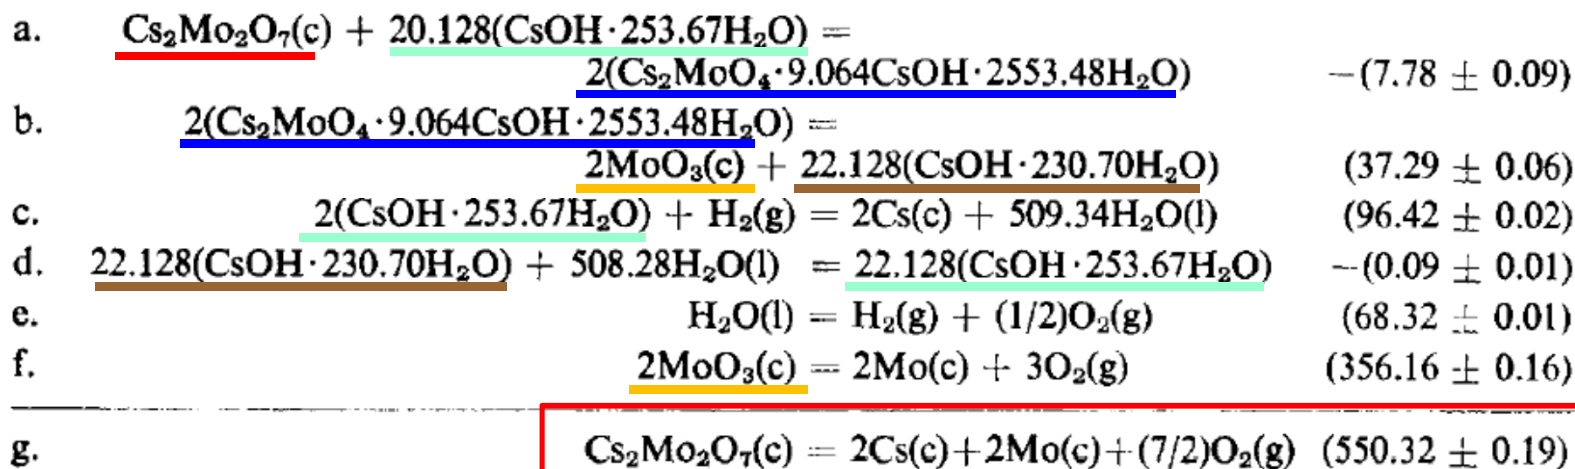 a. Cs₂Mo₂O₇(c) + 20.128(CsOH·253.67H₂O) =
2(Cs₂MoO₄·9.064CsOH·2553.48H₂O) −(7.78 ± 0.09)
b. 2(Cs₂MoO₄·9.064CsOH·2553.48H₂O) =
2MoO₃(c) + 22.128(CsOH·230.70H₂O) (37.29 ± 0.06)
c. 2(CsOH·253.67H₂O) + H₂(g) = 2Cs(c) + 509.34H₂O(l) (96.42 ± 0.02)
d. 22.128(CsOH·230.70H₂O) + 508.28H₂O(l) = 22.128(CsOH·253.67H₂O) −(0.09 ± 0.01)
e. H₂O(l) = H₂(g) + (1/2)O₂(g) (68.32 ± 0.01)
f. 2MoO₃(c) = 2Mo(c) + 3O₂(g) (356.16 ± 0.16)
g. Cs₂Mo₂O₇(c) = 2Cs(c)+2Mo(c)+(7/2)O₂(g) (550.32 ± 0.19)